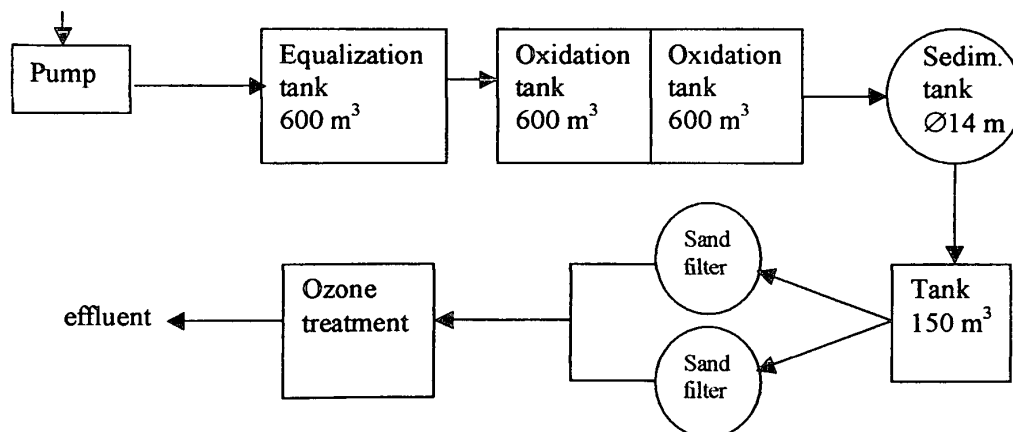 Pump
Equalization
tank
600 m³
Oxidation
tank
600 m³
Oxidation
tank
600 m³
Sedim.
tank
Ø14 m
Sand
filter
Sand
filter
Tank
150 m³
Ozone
treatment
effluent